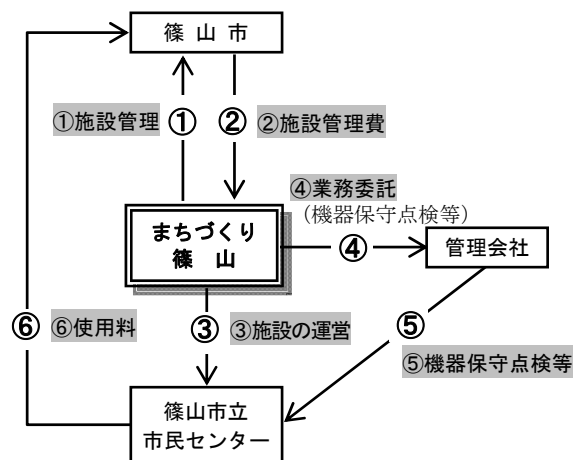 篠 山 市
①施設管理
①
②
②施設管理費
④業務委託
（機器保守点検等）
まちづくり
篠　山
④
管理会社
⑥
⑥使用料
③
③施設の運営
⑤
⑤機器保守点検等
篠山市立
市民センター